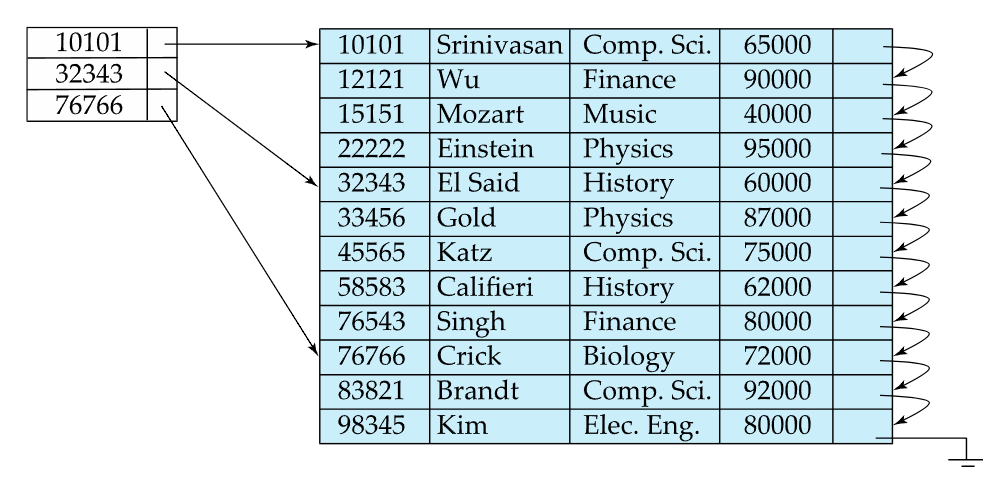 10101
32343
76766
10101 Srinivasan Comp. Sci. 65000
12121 Wu Finance 90000
15151 Mozart Music 40000
22222 Einstein Physics 95000
32343 El Said History 60000
33456 Gold Physics 87000
45565 Katz Comp. Sci. 75000
58583 Califieri History 62000
76543 Singh Finance 80000
76766 Crick Biology 72000
83821 Brandt Comp. Sci. 92000
98345 Kim Elec. Eng. 80000